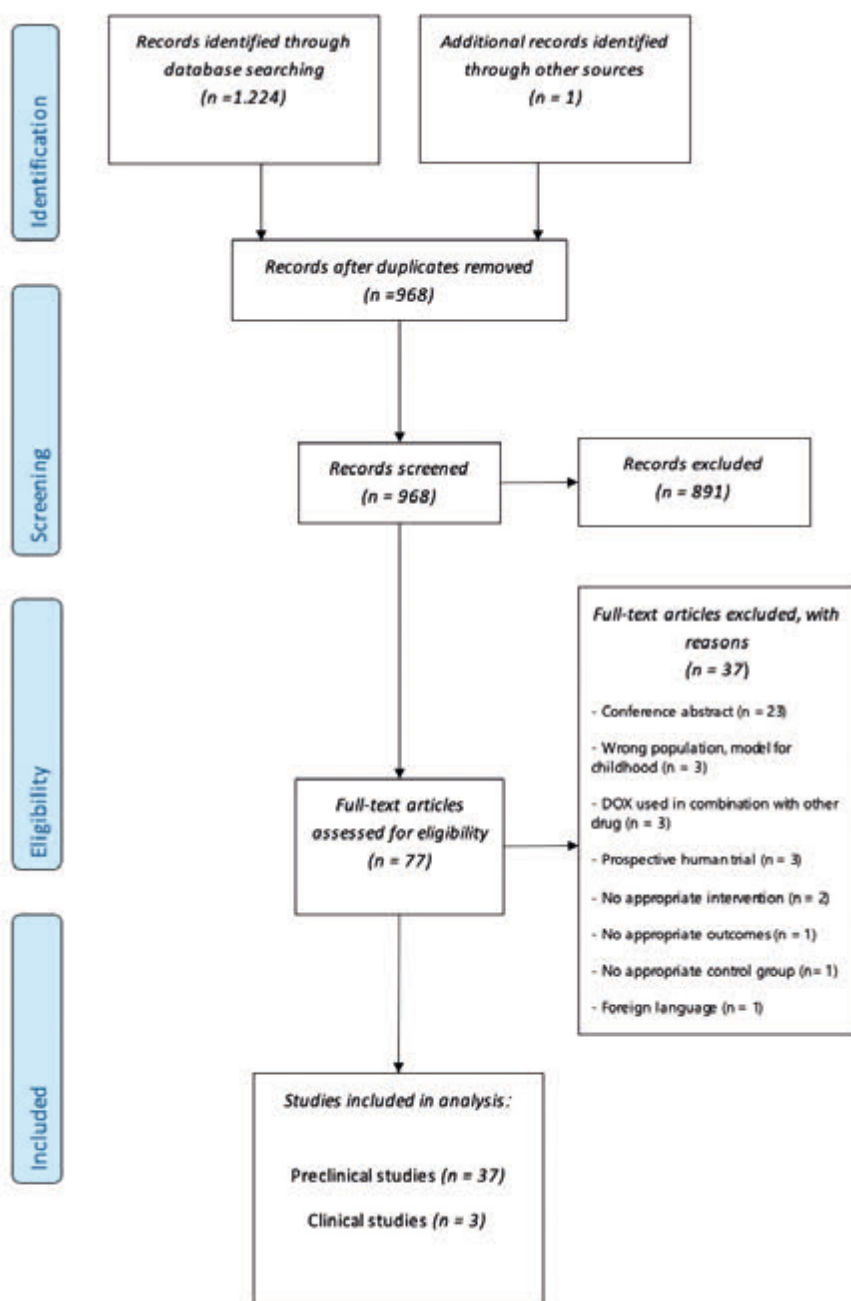 Identification
Records identified through
database searching
(n =1.224)
Additional records identified
through other sources
(n = 1)
Records after duplicates removed
(n =968)
Screening
Records screened
(n = 968)
Records excluded
(n = 891)
Eligibility
Full-text articles
assessed for eligibility
(n = 77)
Full-text articles excluded, with
reasons
(n = 37)
- Conference abstract (n = 23)
- Wrong population, model for
childhood (n = 3)
- DOX used in combination with other
drug (n = 3)
- Prospective human trial (n = 3)
- No appropriate intervention (n = 2)
- No appropriate outcomes (n = 1)
- No appropriate control group (n= 1)
- Foreign language (n = 1)
Included
Studies included in analysis:
Preclinical studies (n = 37)
Clinical studies (n = 3)